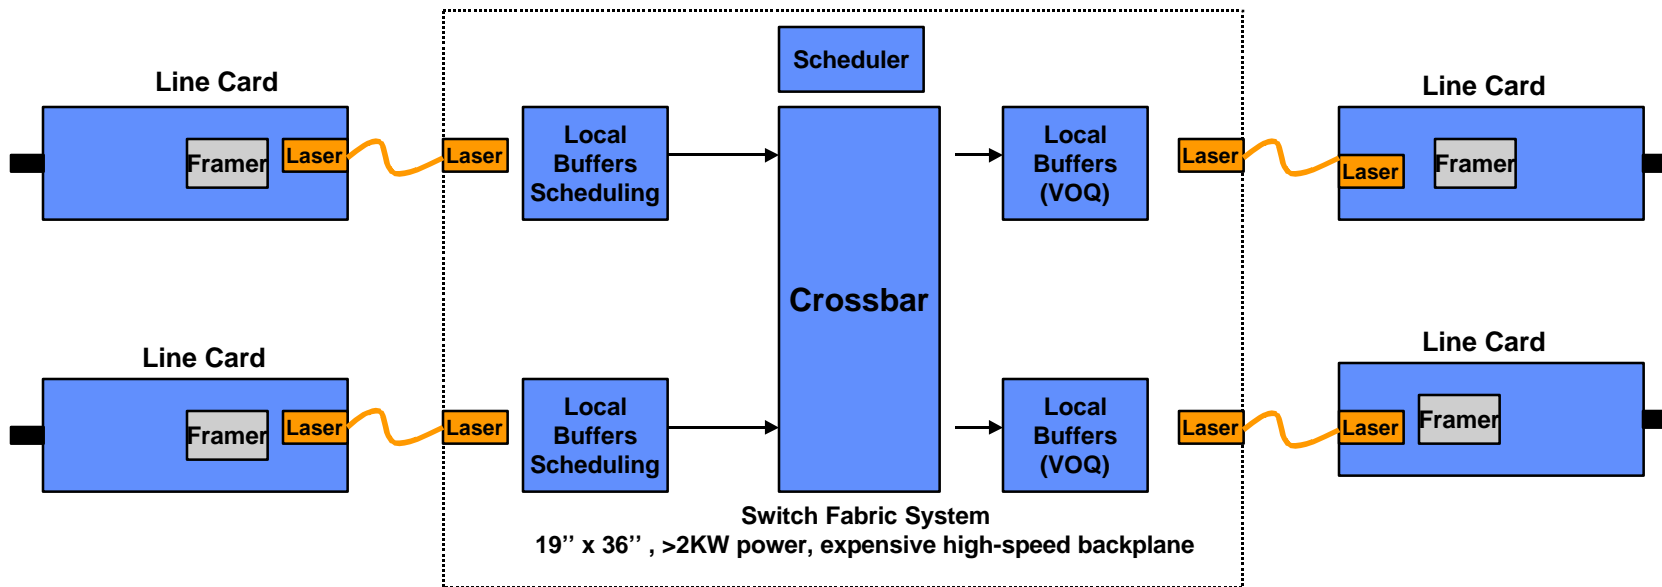 Scheduler
Line Card
Framer
Laser
Laser
Local
Buffers
Scheduling
Local
Buffers
(VOQ)
Laser
Line Card
Laser
Framer
Crossbar
Line Card
Framer
Laser
Laser
Local
Buffers
Scheduling
Local
Buffers
(VOQ)
Laser
Line Card
Laser
Framer
Switch Fabric System
19’’ x 36’’ , >2KW power, expensive high-speed backplane